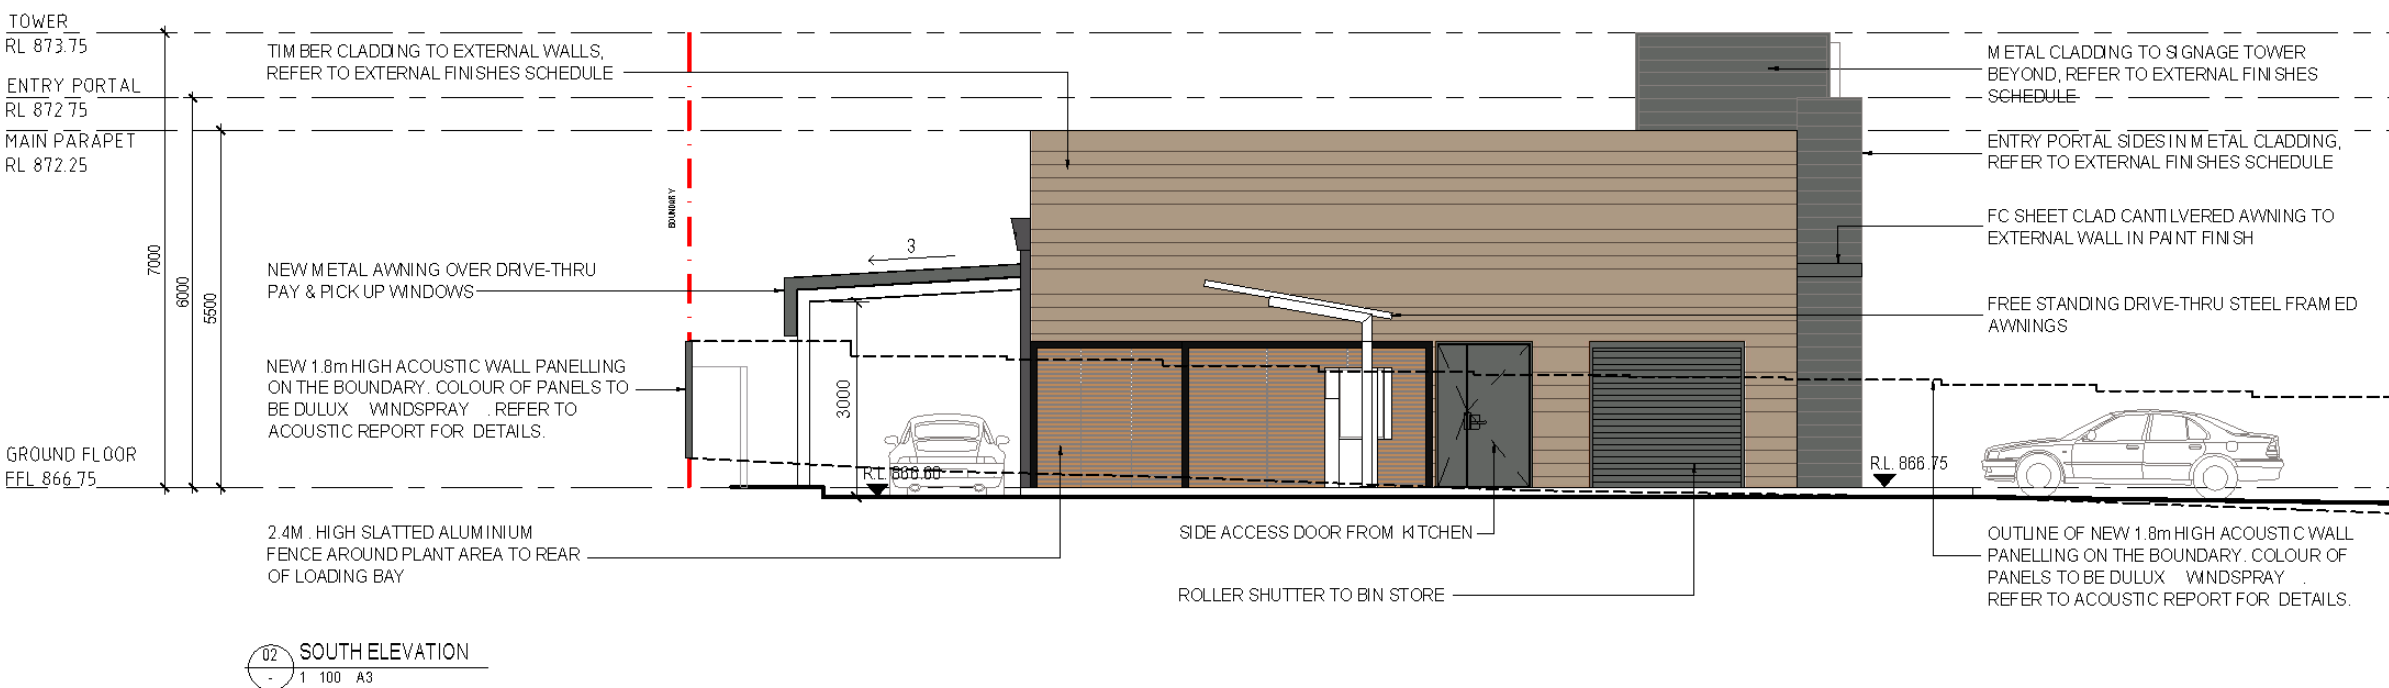 TOWER
RL 873.75
ENTRY PORTAL
RL 872 75
MAIN PARAPET
RL 872.25
GROUND FLOOR
FFL 866 75
7000
6000
5500
TIMBER CLADDING TO EXTERNAL WALLS,
REFER TO EXTERNAL FINISHES SCHEDULE
BOUNDARY
NEW METAL AWNING OVER DRIVE-THRU
PAY & PICK UP WINDOWS
3
3000
NEW 1.8m HIGH ACOUSTIC WALL PANELLING
ON THE BOUNDARY. COLOUR OF PANELS TO
BE DULUX WINDSPRAY . REFER TO
ACOUSTIC REPORT FOR DETAILS.
R.L. 866.60
2.4M . HIGH SLATTED ALUMINIUM
FENCE AROUND PLANT AREA TO REAR
OF LOADING BAY
SIDE ACCESS DOOR FROM KITCHEN
ROLLER SHUTTER TO BIN STORE
METAL CLADDING TO SIGNAGE TOWER
BEYOND, REFER TO EXTERNAL FINISHES
SCHEDULE
ENTRY PORTAL SIDES IN METAL CLADDING,
REFER TO EXTERNAL FINISHES SCHEDULE
FC SHEET CLAD CANTILVERED AWNING TO
EXTERNAL WALL IN PAINT FINISH
FREE STANDING DRIVE-THRU STEEL FRAMED
AWNINGS
R.L. 866.75
OUTLINE OF NEW 1.8m HIGH ACOUSTIC WALL
PANELLING ON THE BOUNDARY. COLOUR OF
PANELS TO BE DULUX WINDSPRAY .
REFER TO ACOUSTIC REPORT FOR DETAILS.
02
-
SOUTH ELEVATION
1 100 A3